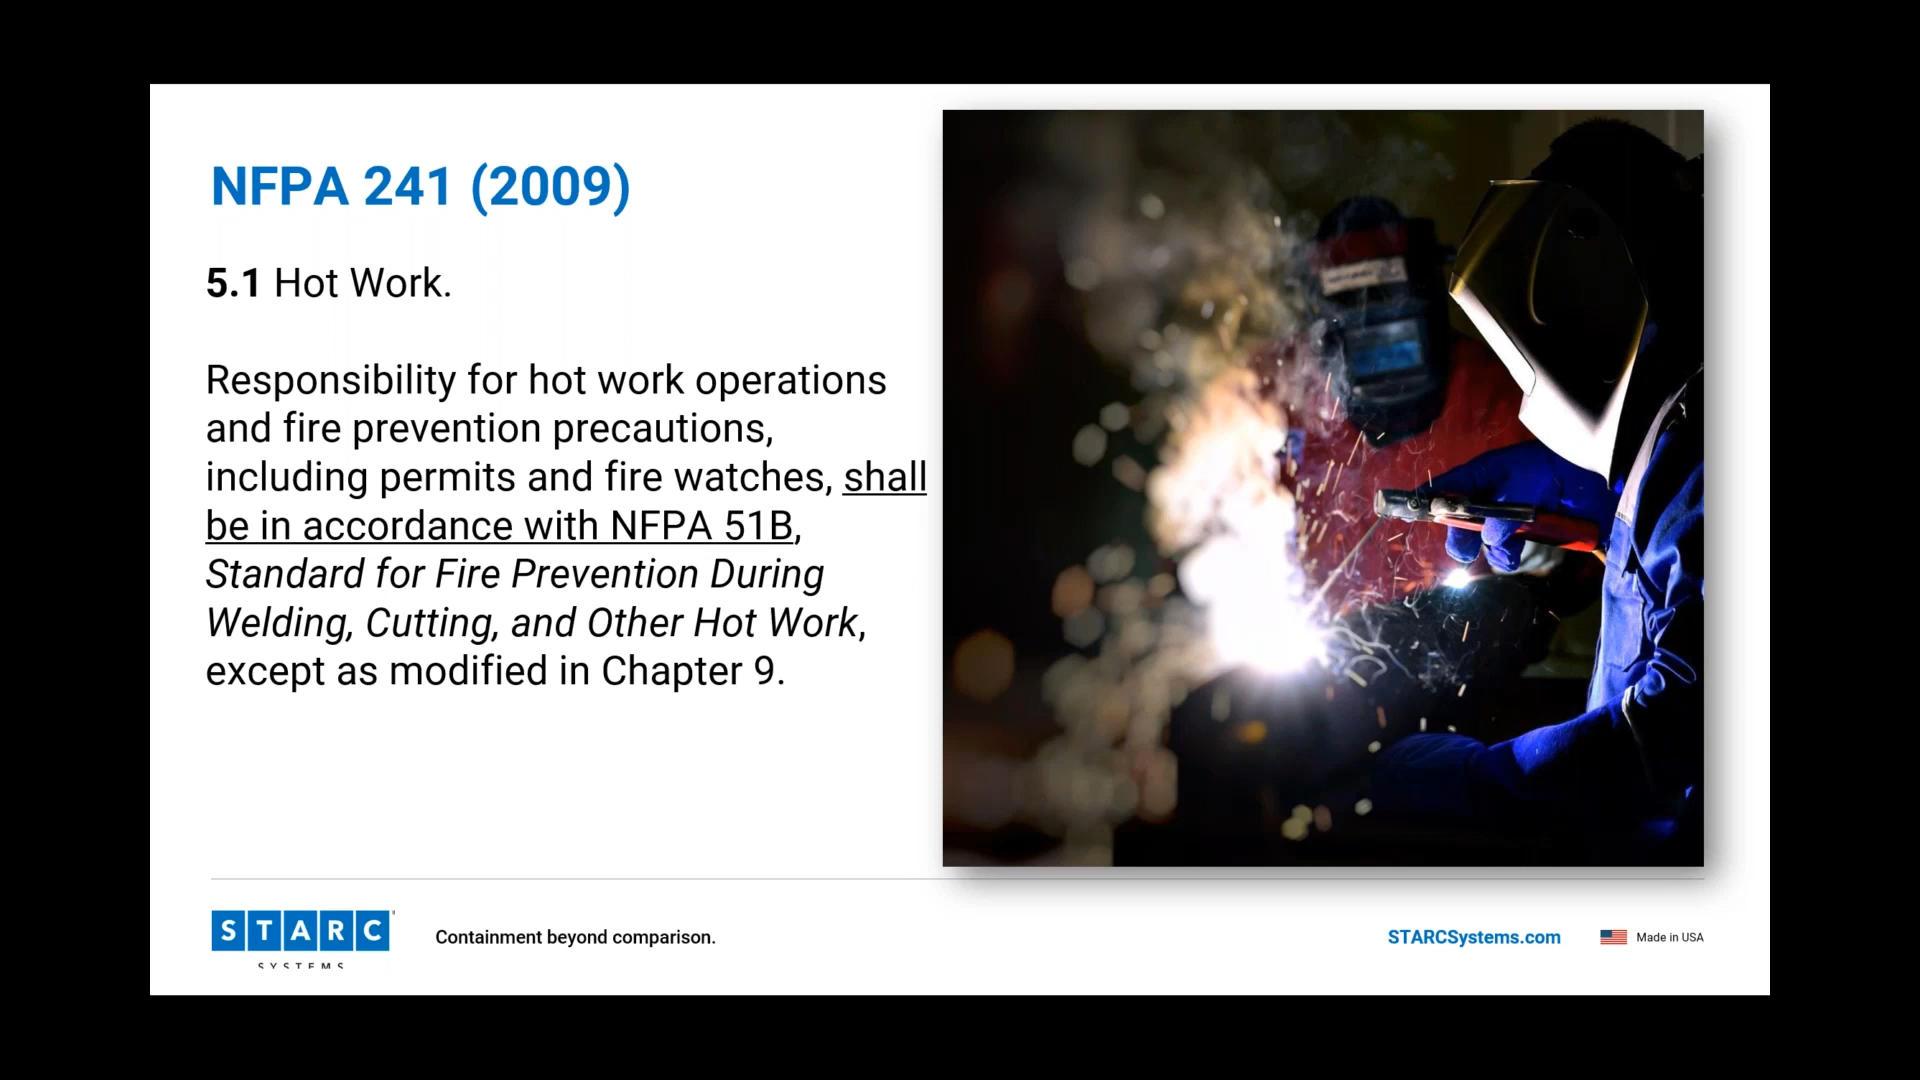 NFPA 241 (2009)
5.1 Hot Work.
Responsibility for hot work operations
and fire prevention precautions,
including permits and fire watches, shall
be in accordance with NFPA 51B,
Standard for Fire Prevention During
Welding, Cutting, and Other Hot Work,
except as modified in Chapter 9.
STARC
SYSTEMS
Containment beyond comparison.
STARCSystems.com
Made in USA